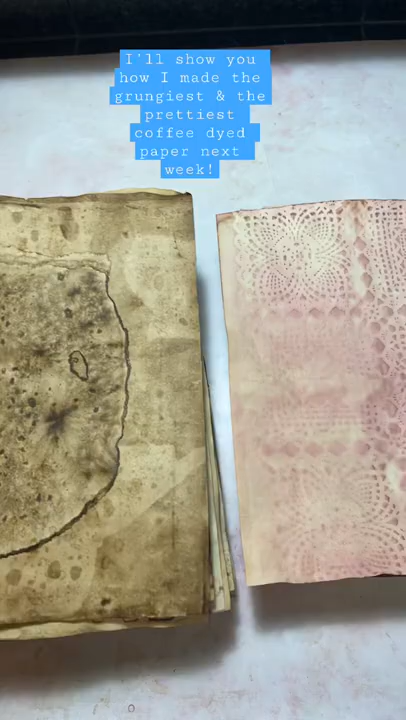 I'll show you
how I made the
grungiest & the
prettiest
coffee dyed
paper next
week!